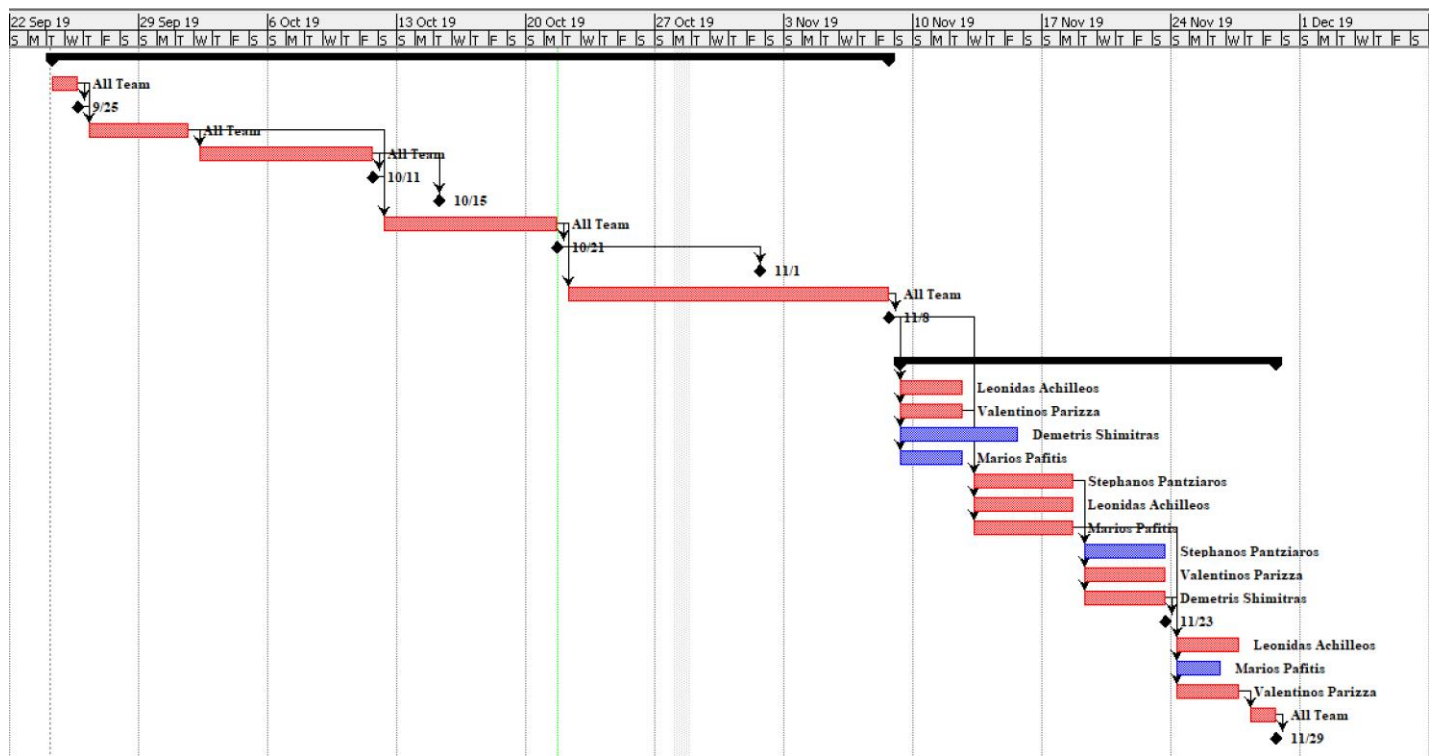 22 Sep 19 29 Sep 19 6 Oct 19 13 Oct 19 20 Oct 19 27 Oct 19 3 Nov 19 10 Nov 19 17 Nov 19 24 Nov 19 1 Dec 19
S M T W T F S S M T W T F S S M T W T F S S M T W T F S S M T W T F S S M T W T F S S M T W T F S S M T W T F S S M T W T F S S M T W T F S S M T W T F S
All Team
9/25
All Team
All Team
10/11
10/15
All Team
10/21
11/1
All Team
11/8
Leonidas Achilleos
Valentinos Parizza
Demetris Shimitras
Marios Pafitis
Stephanos Pantziaros
Leonidas Achilleos
Marios Pafitis
Stephanos Pantziaros
Valentinos Parizza
Demetris Shimitras
11/23
Leonidas Achilleos
Marios Pafitis
Valentinos Parizza
All Team
11/29